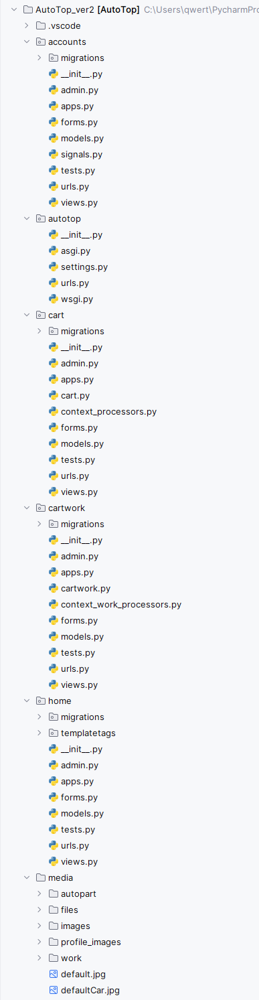 AutoTop_ver2 [AutoTop] C:\Users\qwert\PycharmPro
.vscode
accounts
migrations
__init__.py
admin.py
apps.py
forms.py
models.py
signals.py
tests.py
urls.py
views.py
autotop
__init__.py
asgi.py
settings.py
urls.py
wsgi.py
cart
migrations
__init__.py
admin.py
apps.py
cart.py
context_processors.py
forms.py
models.py
tests.py
urls.py
views.py
cartwork
migrations
__init__.py
admin.py
apps.py
cartwork.py
context_work_processors.py
forms.py
models.py
tests.py
urls.py
views.py
home
migrations
templatetags
__init__.py
admin.py
apps.py
forms.py
models.py
tests.py
urls.py
views.py
media
autopart
files
images
profile_images
work
default.jpg
defaultCar.jpg